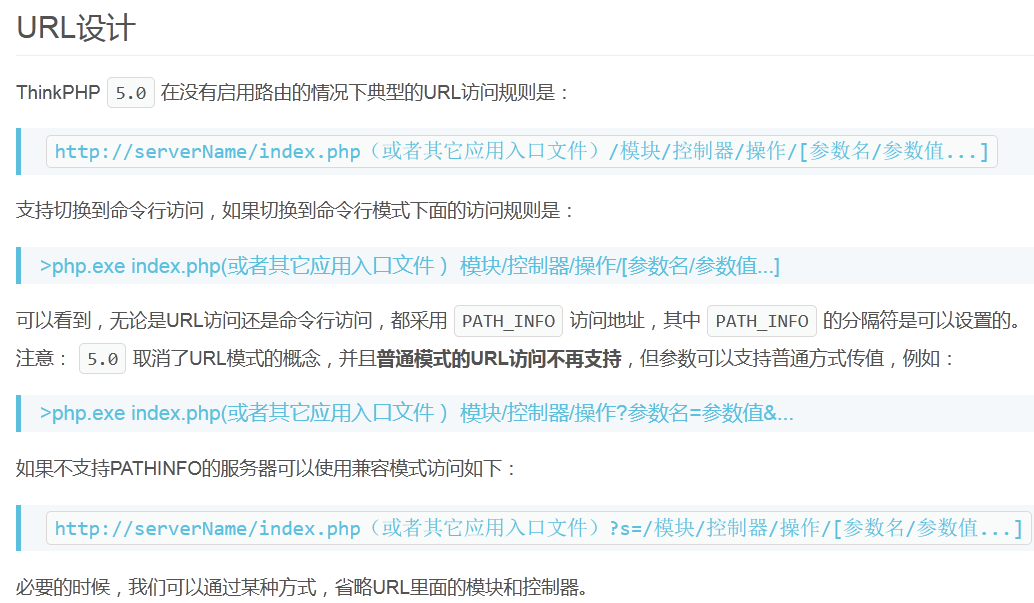 URL设计
ThinkPHP 5.0 在没有启用路由的情况下典型的URL访问规则是：
http://serverName/index.php（或者其它应用入口文件）/模块/控制器/操作/[参数名/参数值...]
支持切换到命令行访问，如果切换到命令行模式下面的访问规则是：
>php.exe index.php(或者其它应用入口文件） 模块/控制器/操作/[参数名/参数值...]
可以看到，无论是URL访问还是命令行访问，都采用 PATH_INFO 访问地址，其中 PATH_INFO 的分隔符是可以设置的。
注意： 5.0 取消了URL模式的概念，并且普通模式的URL访问不再支持，但参数可以支持普通方式传值，例如：
>php.exe index.php(或者其它应用入口文件） 模块/控制器/操作?参数名=参数值&...
如果不支持PATHINFO的服务器可以使用兼容模式访问如下：
http://serverName/index.php（或者其它应用入口文件）?s=/模块/控制器/操作/[参数名/参数值...]
必要的时候，我们可以通过某种方式，省略URL里面的模块和控制器。